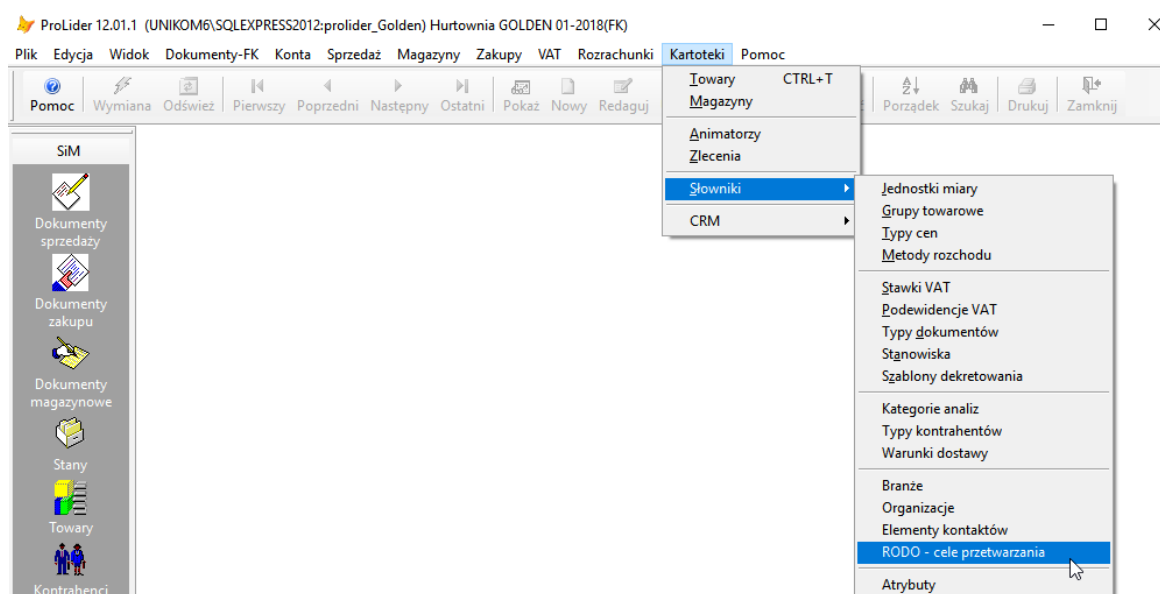 ProLider 12.01.1 (UNIKOM6\SQLEXPRESS2012:prolider_Golden) Hurtownia GOLDEN 01-2018(FK)
Plik Edycja Widok Dokumenty-FK Konta Sprzedaż Magazyny Zakupy VAT Rozrachunki Kartoteki Pomoc
Pomoc Wymiana Odśwież Pierwszy Poprzedni Następny Ostatni Pokaż Nowy Redaguj Porządek Szukaj Drukuj Zamknij
Towary CTRL+T
Magazyny
Animatorzy
Zlecenia
Słowniki
CRM
Jednostki miary
Grupy towarowe
Typy cen
Metody rozchodu
Stawki VAT
Podewidencje VAT
Typy dokumentów
Stanowiska
Szablony dekretowania
Kategorie analiz
Typy kontrahentów
Warunki dostawy
Branże
Organizacje
Elementy kontaktów
RODO - cele przetwarzania
Atrybuty
SiM
Dokumenty
sprzedaży
Dokumenty
zakupu
Dokumenty
magazynowe
Stany
Towary
Kontrahenci